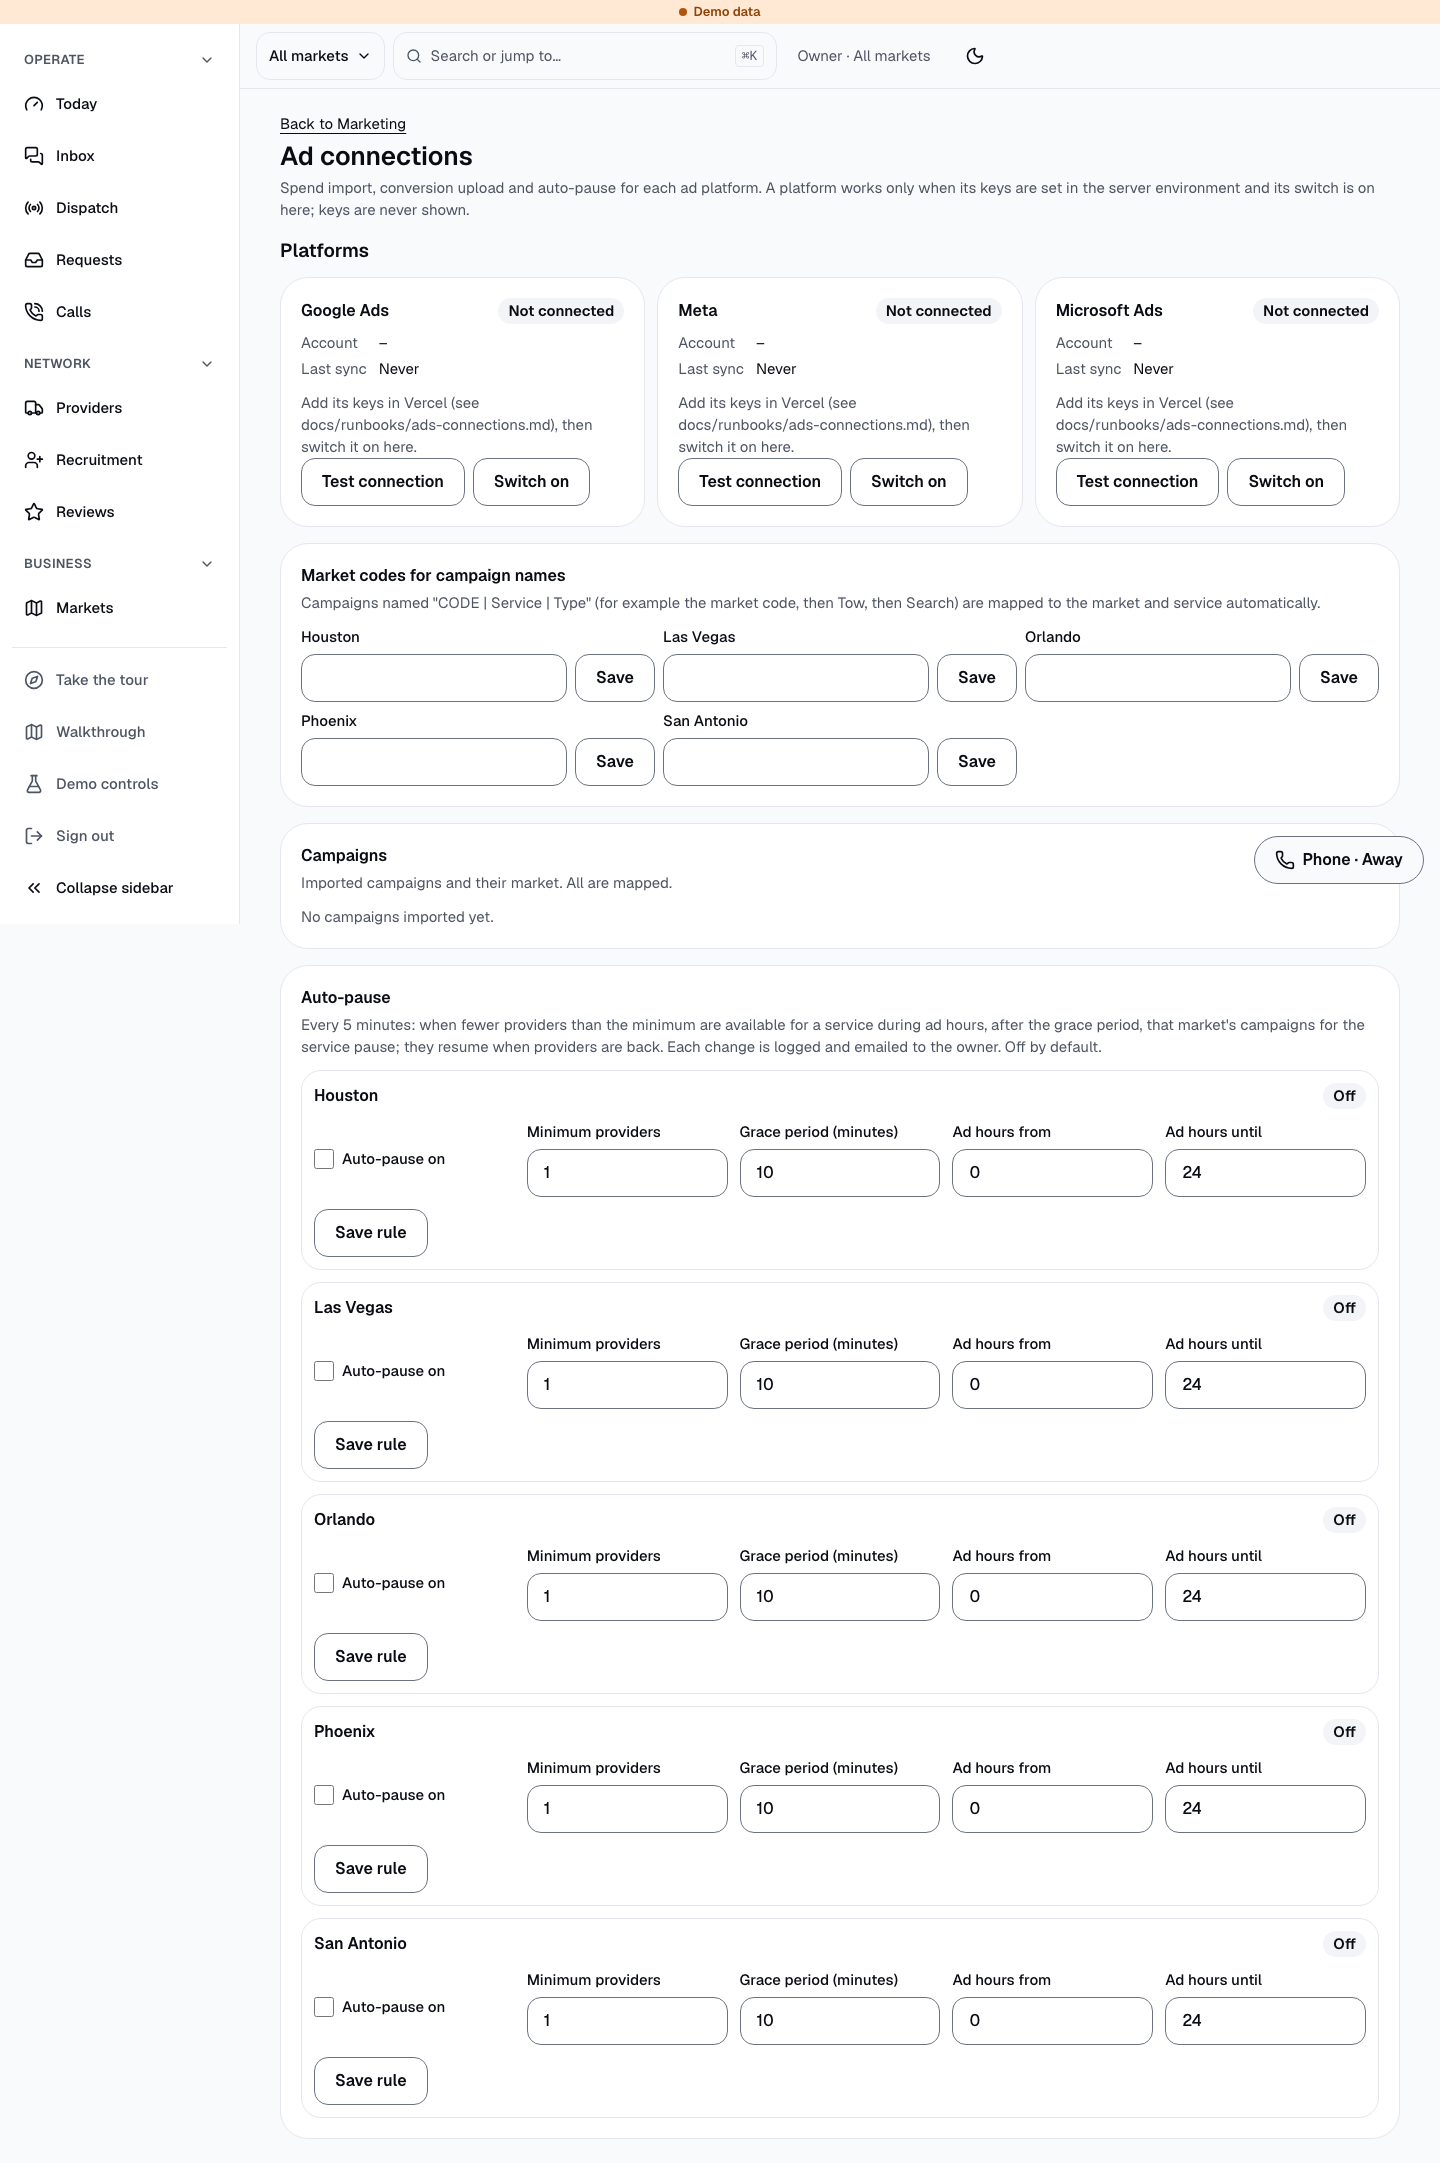 Demo data
OPERATE
Today
Inbox
Dispatch
Requests
Calls
NETWORK
Providers
Recruitment
Reviews
BUSINESS
Markets
Take the tour
Walkthrough
Demo controls
Sign out
Collapse sidebar
All markets
Search or jump to... ⌘K
Owner · All markets
Back to Marketing
Ad connections
Spend import, conversion upload and auto-pause for each ad platform. A platform works only when its keys are set in the server environment and its switch is on
here; keys are never shown.
Platforms
Google Ads Not connected
Account –
Last sync Never
Add its keys in Vercel (see
docs/runbooks/ads-connections.md), then
switch it on here.
Test connection Switch on
Meta Not connected
Account –
Last sync Never
Add its keys in Vercel (see
docs/runbooks/ads-connections.md), then
switch it on here.
Test connection Switch on
Microsoft Ads Not connected
Account –
Last sync Never
Add its keys in Vercel (see
docs/runbooks/ads-connections.md), then
switch it on here.
Test connection Switch on
Market codes for campaign names
Campaigns named "CODE | Service | Type" (for example the market code, then Tow, then Search) are mapped to the market and service automatically.
Houston Las Vegas Orlando
Save Save Save
Phoenix San Antonio
Save Save
Campaigns
Imported campaigns and their market. All are mapped.
No campaigns imported yet.
Phone · Away
Auto-pause
Every 5 minutes: when fewer providers than the minimum are available for a service during ad hours, after the grace period, that market's campaigns for the
service pause; they resume when providers are back. Each change is logged and emailed to the owner. Off by default.
Houston Off
Minimum providers Grace period (minutes) Ad hours from Ad hours until
Auto-pause on 1 10 0 24
Save rule
Las Vegas Off
Minimum providers Grace period (minutes) Ad hours from Ad hours until
Auto-pause on 1 10 0 24
Save rule
Orlando Off
Minimum providers Grace period (minutes) Ad hours from Ad hours until
Auto-pause on 1 10 0 24
Save rule
Phoenix Off
Minimum providers Grace period (minutes) Ad hours from Ad hours until
Auto-pause on 1 10 0 24
Save rule
San Antonio Off
Minimum providers Grace period (minutes) Ad hours from Ad hours until
Auto-pause on 1 10 0 24
Save rule